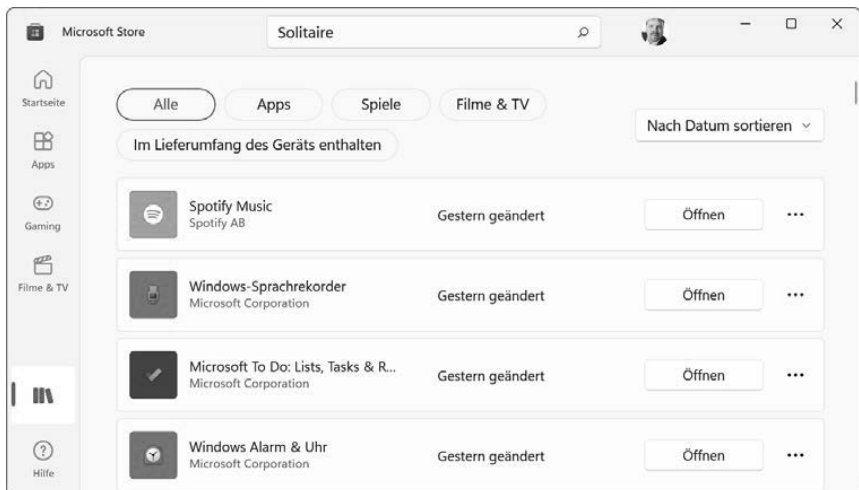 Microsoft Store
Solitaire
Startseite
Apps
Gaming
Filme & TV
Hilfe
Alle
Apps
Spiele
Filme & TV
Im Lieferumfang des Geräts enthalten
Nach Datum sortieren
Spotify Music
Spotify AB
Gestern geändert
Öffnen
Windows-Sprachrekorder
Microsoft Corporation
Gestern geändert
Öffnen
Microsoft To Do: Lists, Tasks & R...
Microsoft Corporation
Gestern geändert
Öffnen
Windows Alarm & Uhr
Microsoft Corporation
Gestern geändert
Öffnen